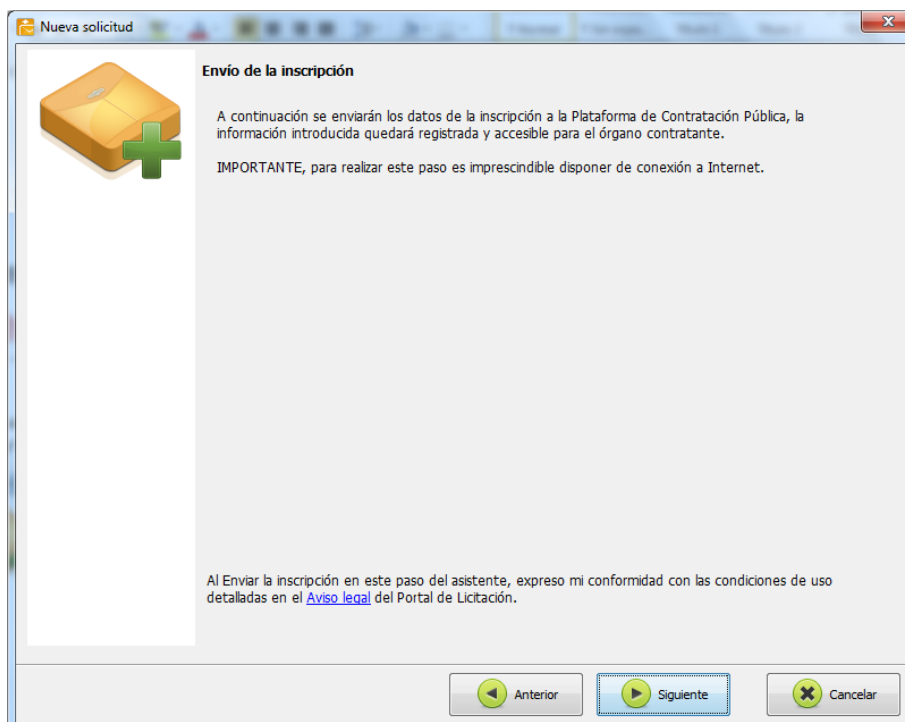 Nueva solicitud
Envío de la inscripción
A continuación se enviarán los datos de la inscripción a la Plataforma de Contratación Pública, la
información introducida quedará registrada y accesible para el órgano contratante.
IMPORTANTE, para realizar este paso es imprescindible disponer de conexión a Internet.
Al Enviar la inscripción en este paso del asistente, expreso mi conformidad con las condiciones de uso
detalladas en el Aviso legal del Portal de Licitación.
Anterior
Siguiente
Cancelar